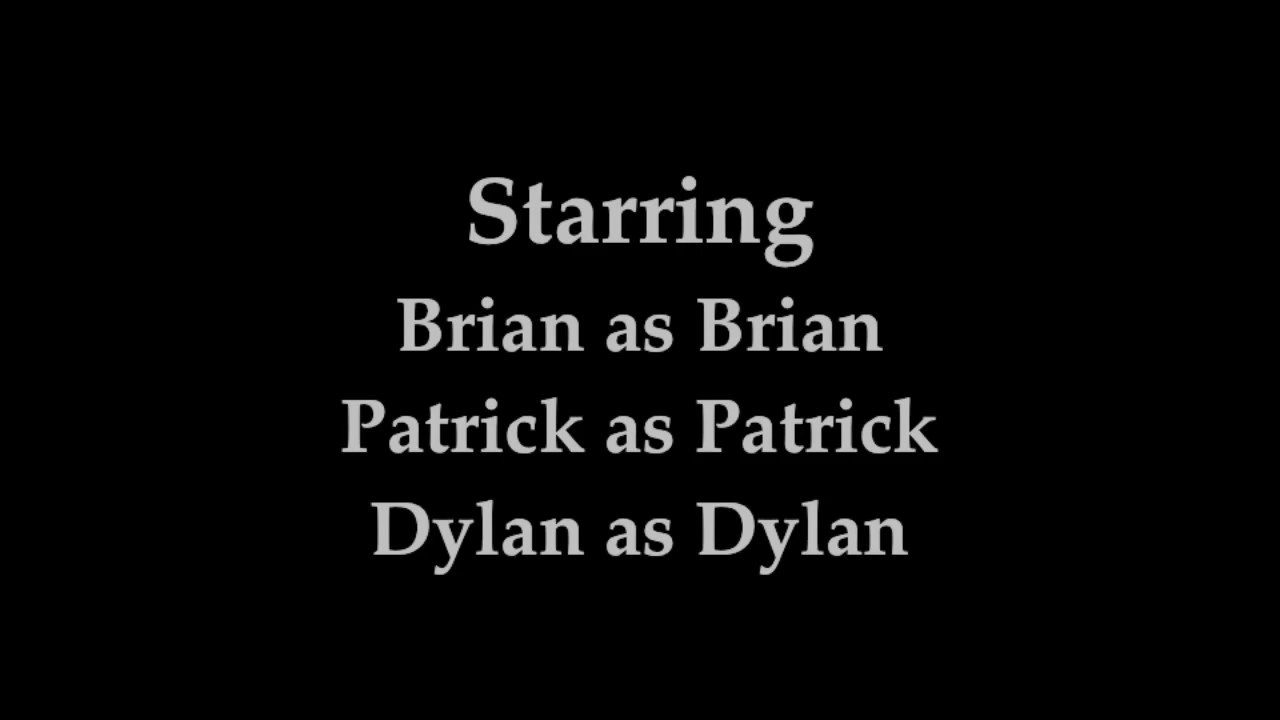 Starring
Brian as Brian
Patrick as Patrick
Dylan as Dylan